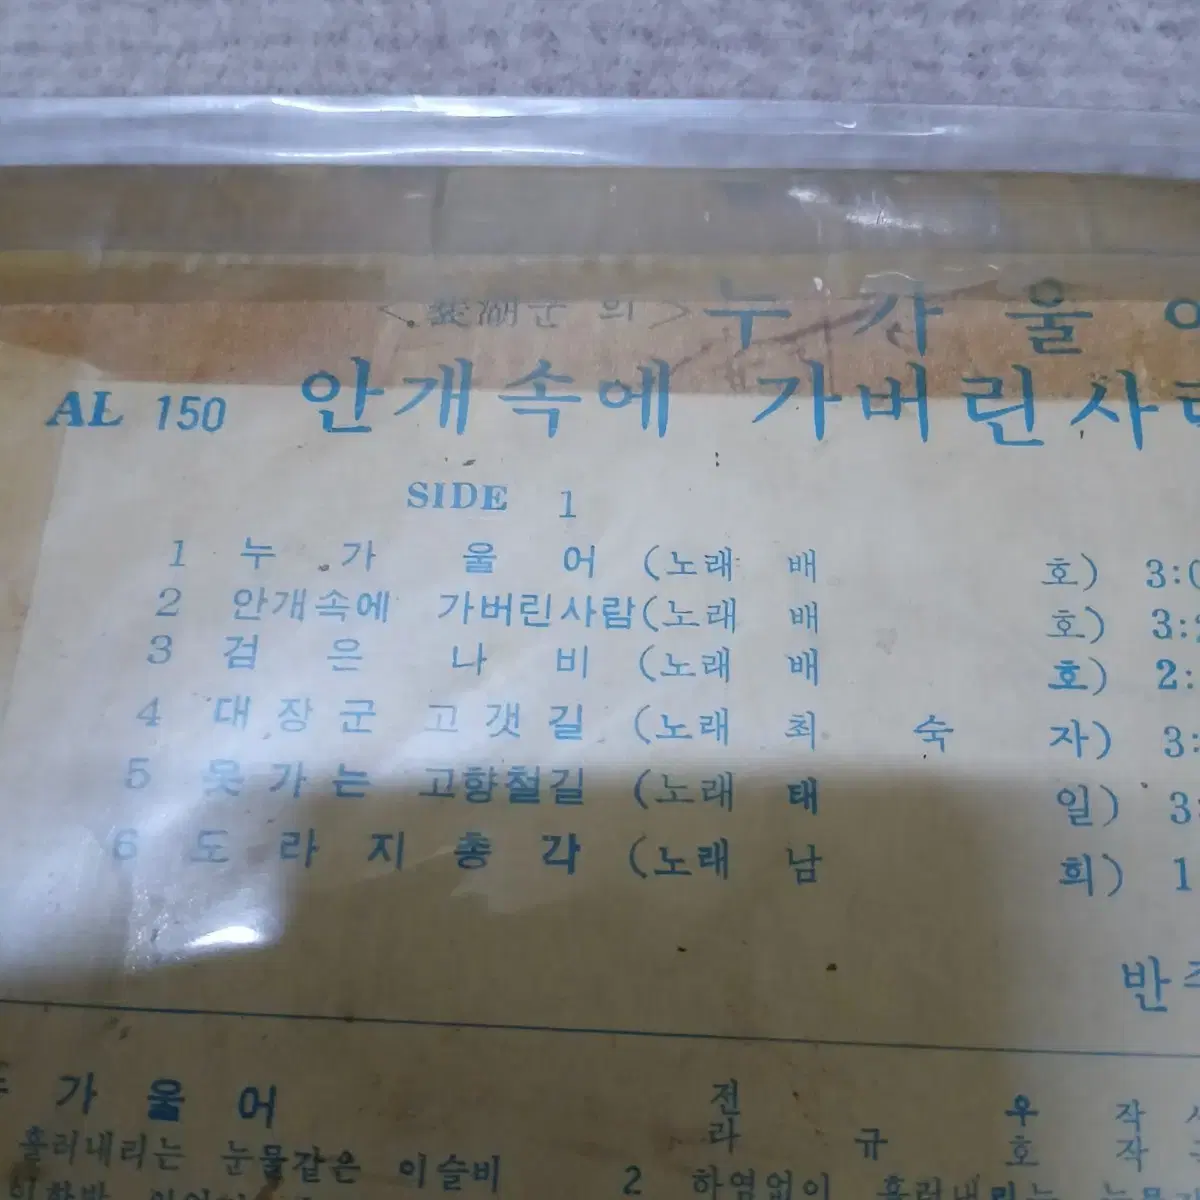 의> 누가울어
AL 150 안개속에 가버린사
SIDE 1
1 누가 울어 (노래 배 호) 3:0
2 안개속에 가버린사람(노래 배 호) 3:
3 검은 나비 (노래 배 호) 2:
4 대장군 고갯길 (노래 최 숙 자) 3:
5 못가는 고향철길 (노래 태 일) 3
6 도라지총각 (노래 남 희) 1
반주
가 울 어 전 우 작
라 규 호 작
흘러내리는 눈물같은 이슬비 2 하염없이 흘러내리는